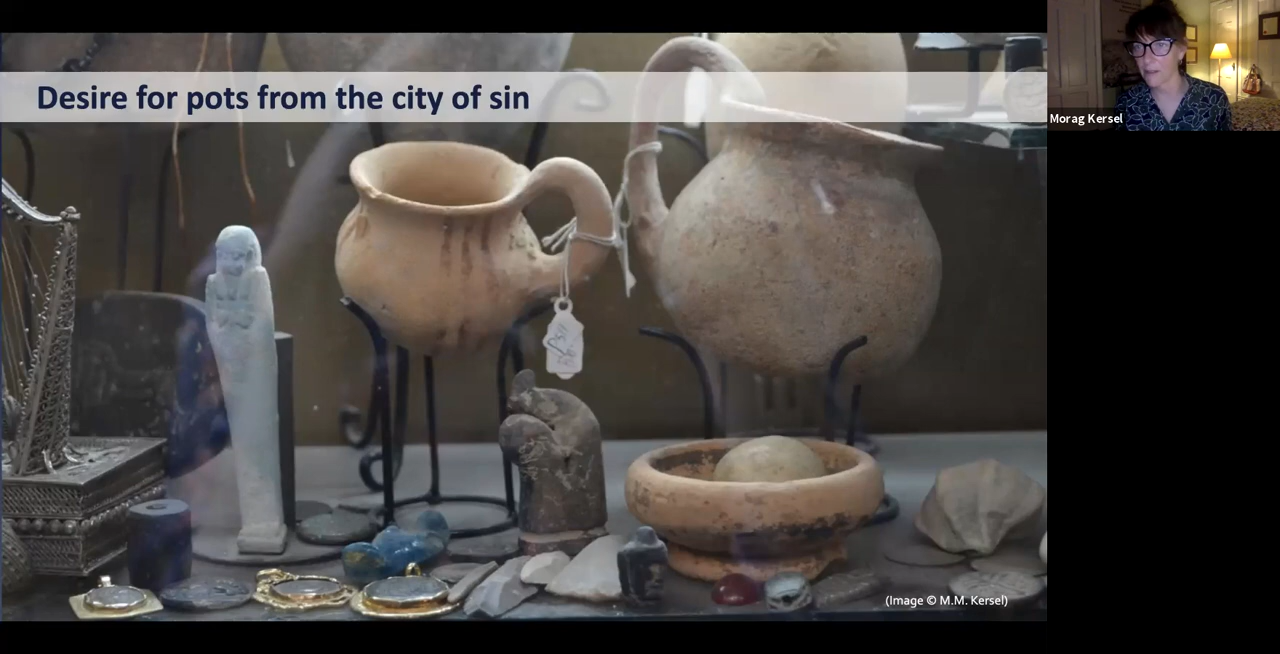 Desire for pots from the city of sin
Morag Kersel
(Image © M.M. Kersel)